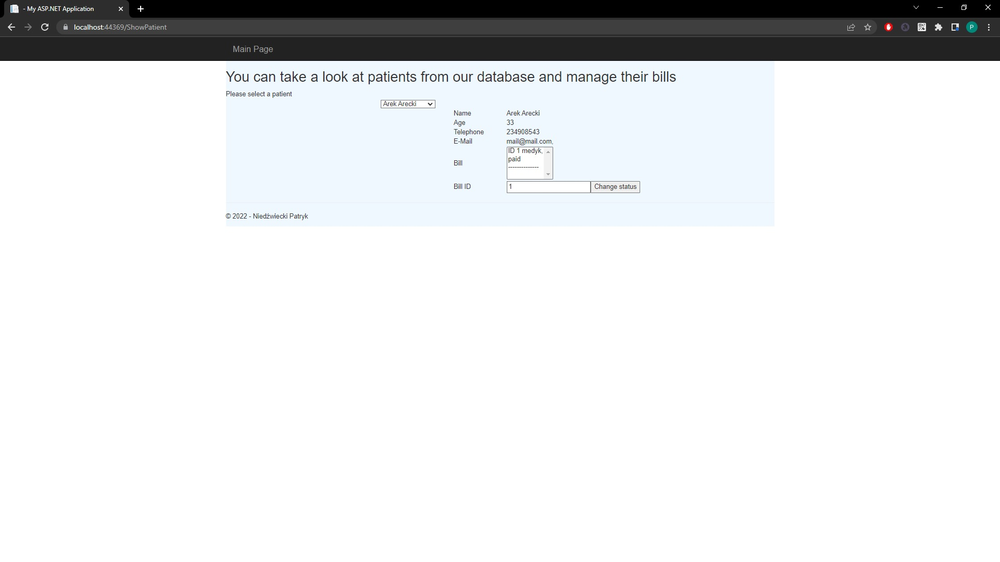 - My ASP.NET Application
localhost:44369/ShowPatient
P
Main Page
You can take a look at patients from our database and manage their bills
Please select a patient
Arek Arecki
Name Arek Arecki
Age 33
Telephone 234908543
E-Mail mail@mail.com,
Bill
ID 1 medyk,
paid
--------------
Bill ID 1 Change status
© 2022 - Niedźwiecki Patryk